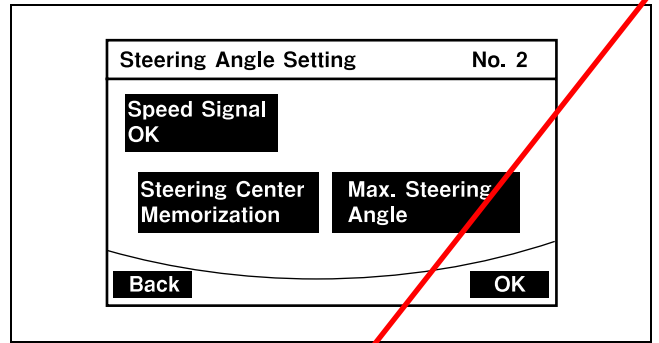 Steering Angle Setting No. 2
Speed Signal
OK
Steering Center Max. Steering
Memorization Angle
Back OK